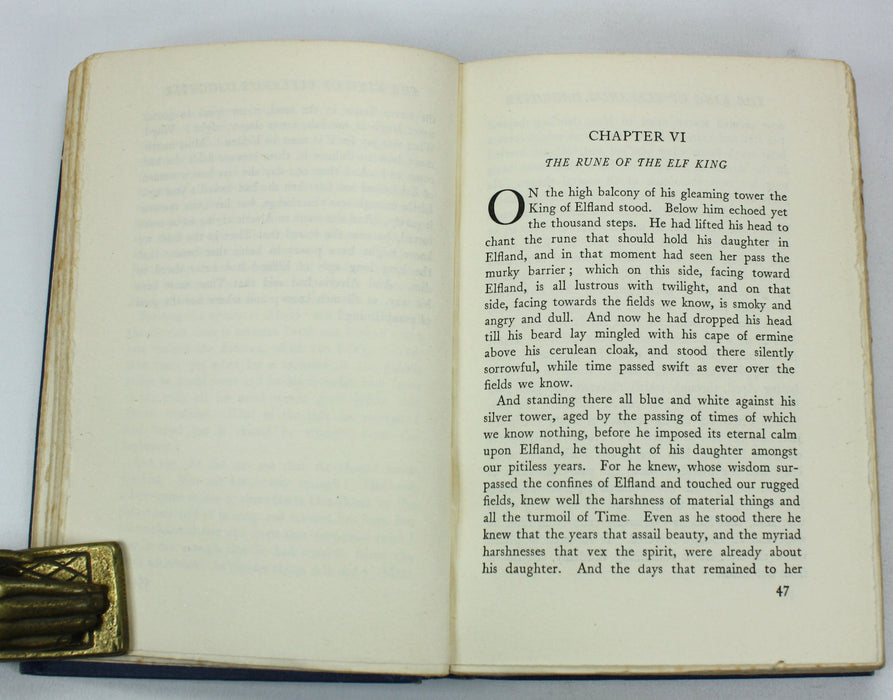 CHAPTER VI
THE RUNE OF THE ELF KING
ON the high balcony of his gleaming tower the
King of Elfland stood. Below him echoed yet
the thousand steps. He had lifted his head to
chant the rune that should hold his daughter in
Elfland, and in that moment had seen her pass the
murky barrier; which on this side, facing toward
Elfland, is all lustrous with twilight, and on that
side, facing towards the fields we know, is smoky and
angry and dull. And now he had dropped his head
till his beard lay mingled with his cape of ermine
above his cerulean cloak, and stood there silently
sorrowful, while time passed swift as ever over the
fields we know.
And standing there all blue and white against his
silver tower, aged by the passing of times of which
we know nothing, before he imposed its eternal calm
upon Elfland, he thought of his daughter amongst
our pitiless years. For he knew, whose wisdom sur-
passed the confines of Elfland and touched our rugged
fields, knew well the harshness of material things and
all the turmoil of Time. Even as he stood there he
knew that the years that assail beauty, and the myriad
harshnesses that vex the spirit, were already about
his daughter. And the days that remained to her
47